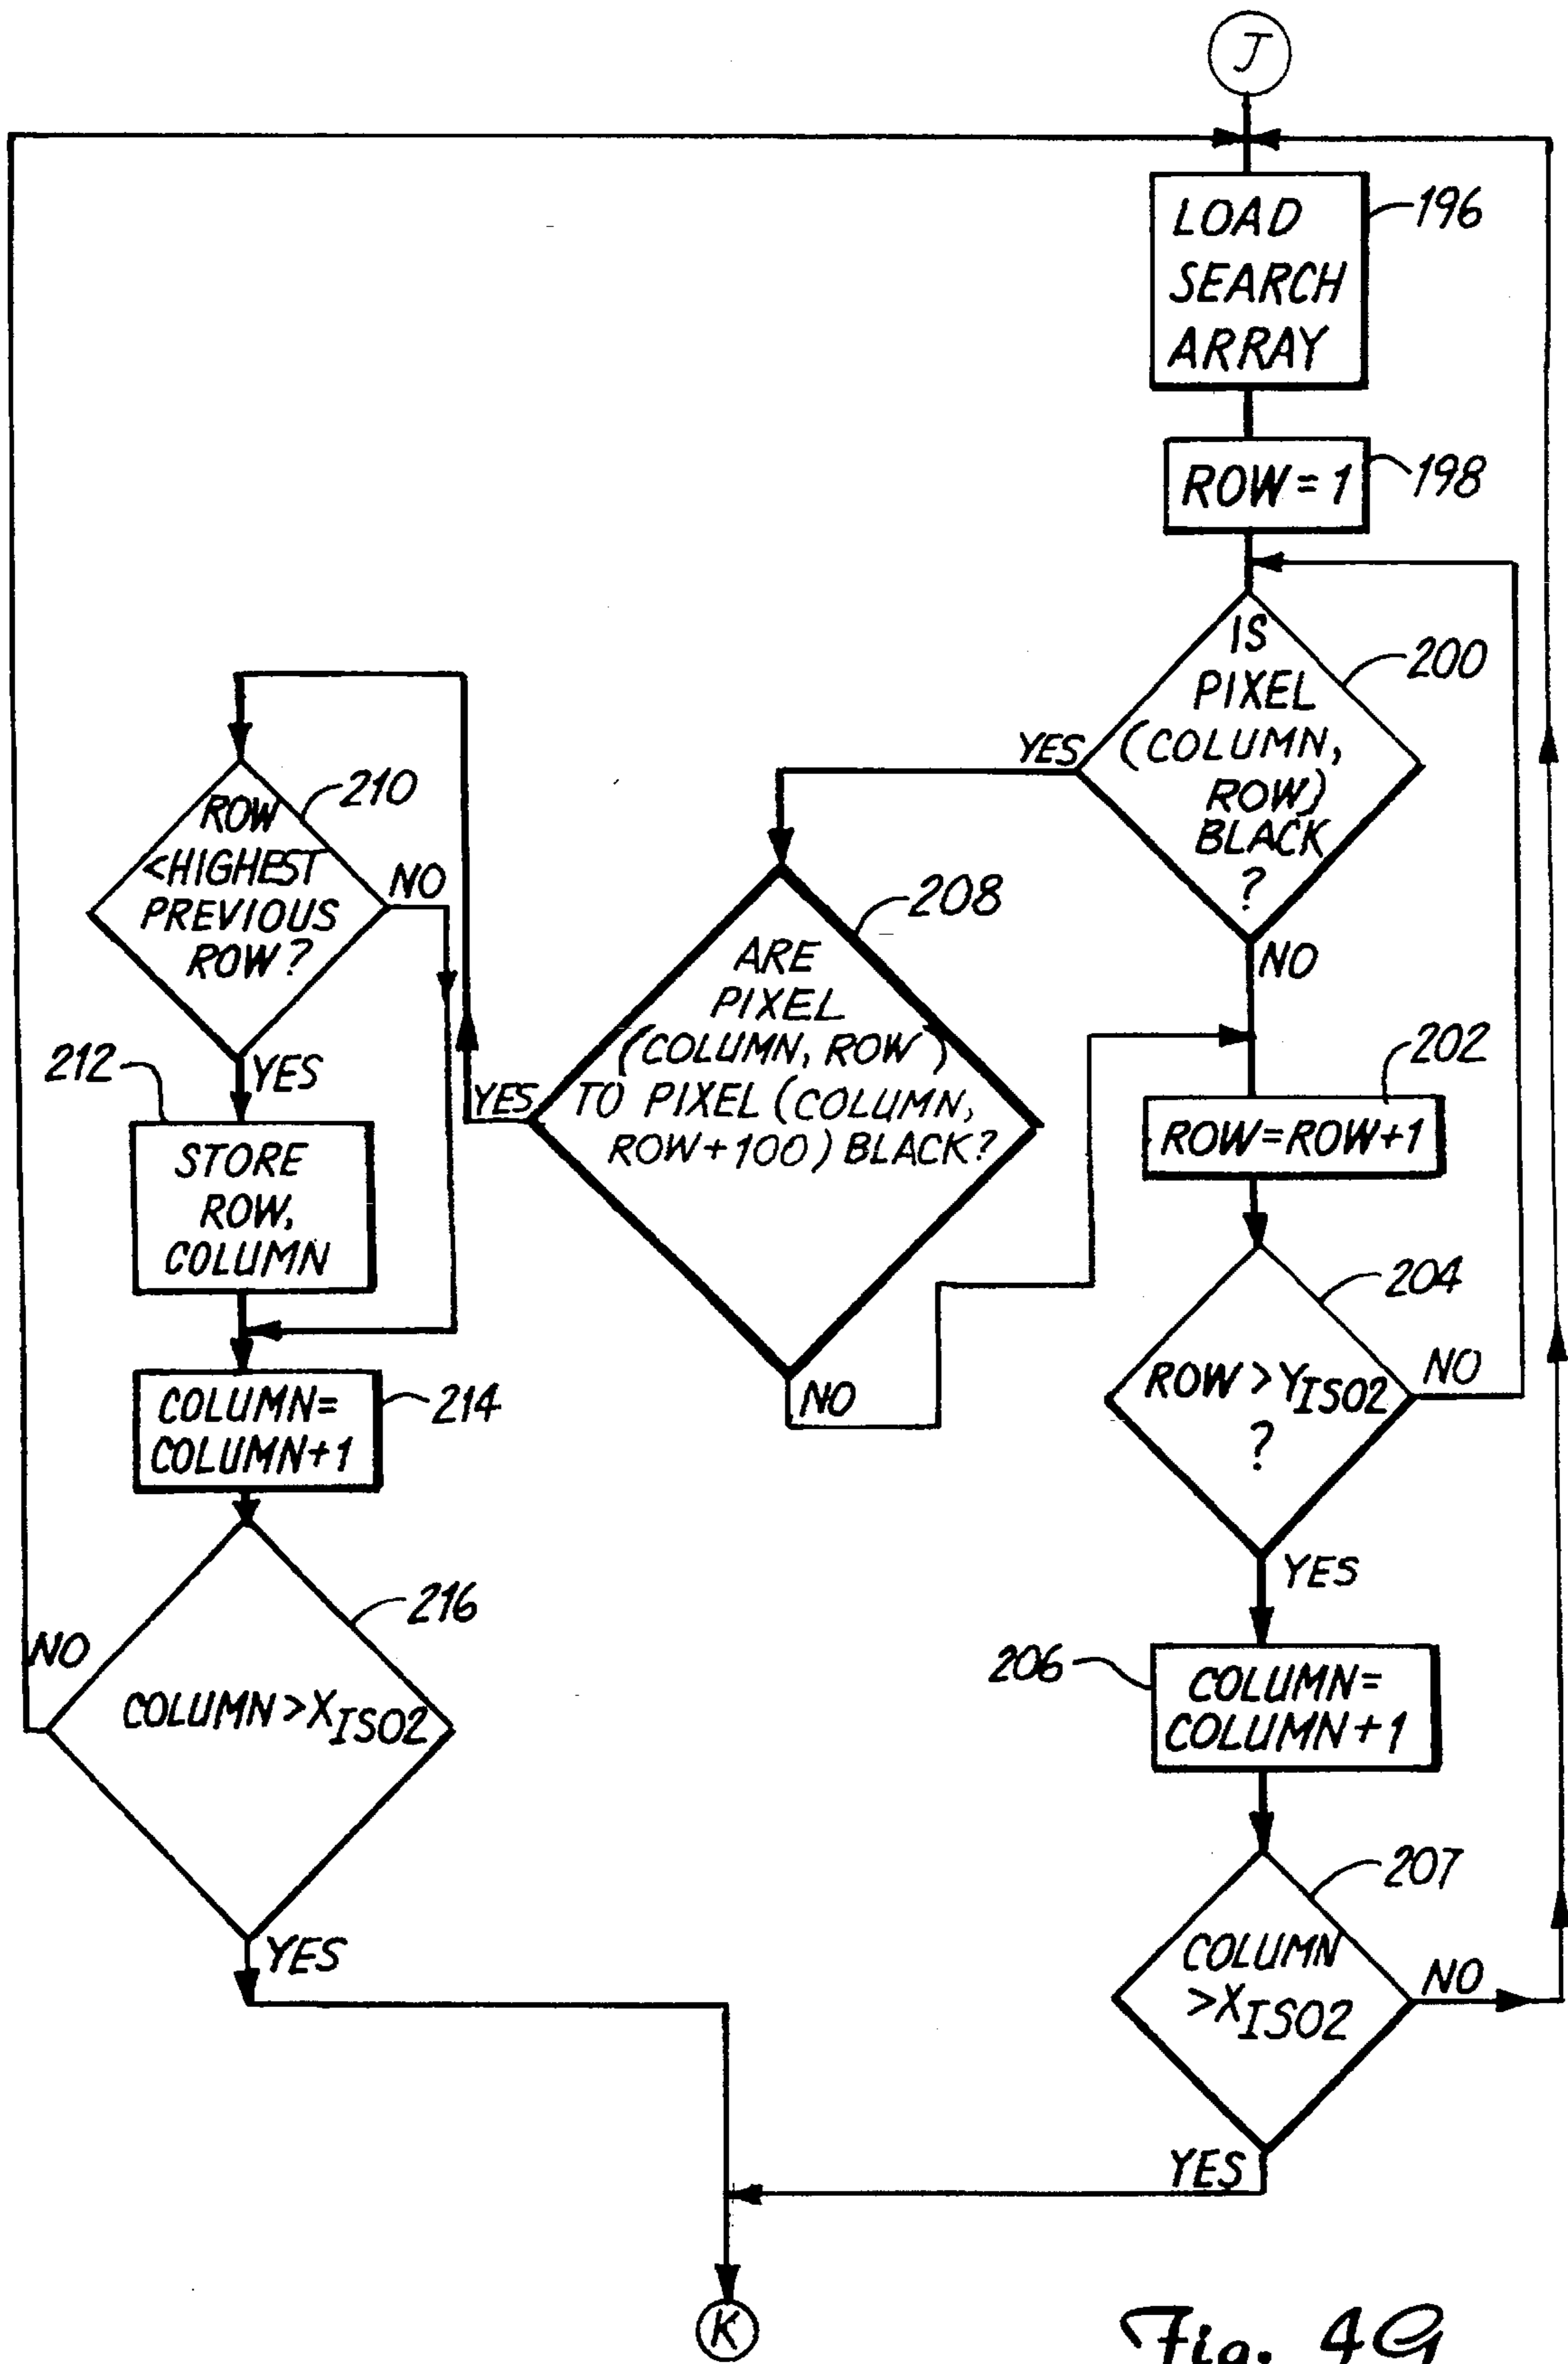 J
LOAD
SEARCH
ARRAY
196
ROW = 1
198
IS
PIXEL
(COLUMN,
ROW)
BLACK
?
200
YES
NO
ROW
<HIGHEST
PREVIOUS
ROW?
210
NO
YES
ARE
PIXEL
(COLUMN, ROW)
TO PIXEL (COLUMN,
ROW+100) BLACK?
208
YES
NO
ROW=ROW+1
202
212
STORE
ROW,
COLUMN
ROW>YISO2
?
204
NO
YES
COLUMN=
COLUMN+1
214
COLUMN>XISO2
216
NO
YES
206
COLUMN=
COLUMN+1
COLUMN
>XISO2
207
NO
YES
K
Fig. 4G